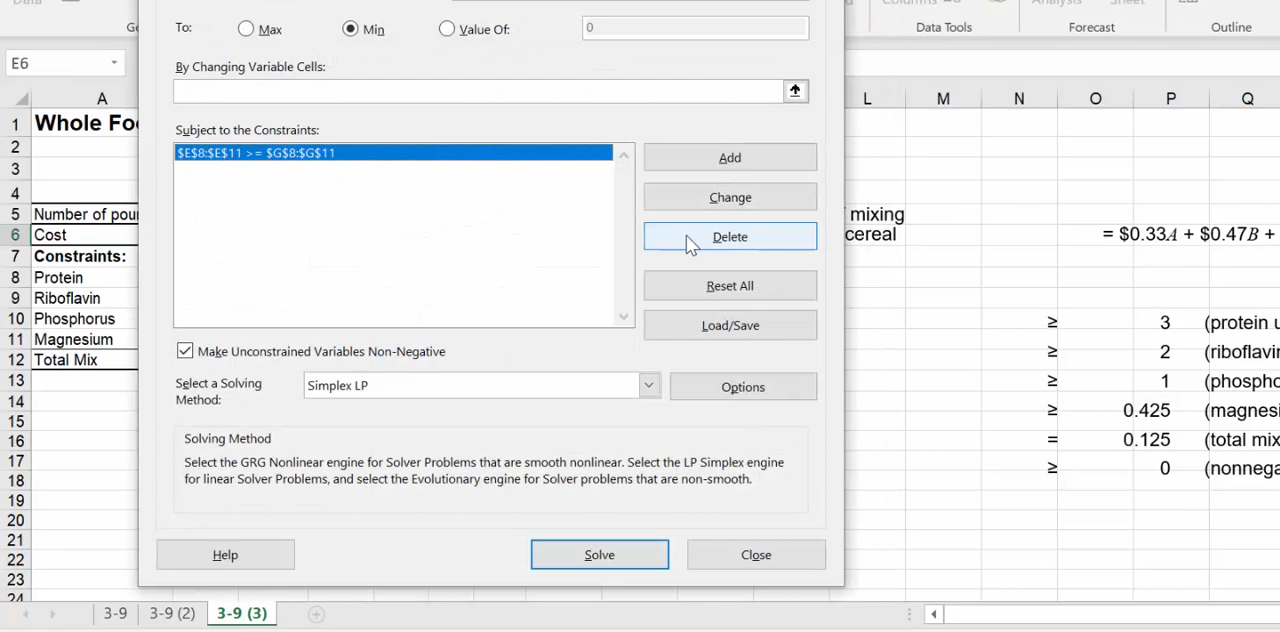 Data
Columns
Analysis
Sheet
Ge
Data Tools
Forecast
Outline
To:
Max
Min
Value Of:
0
E6
By Changing Variable Cells:
A
L
M
N
O
P
Q
1
Whole Foo
Subject to the Constraints:
$E$8:$E$11 >= $G$8:$G$11
Add
2
3
Change
4
5
Number of poun
mixing
6
Cost
Delete
cereal
= $0.33A + $0.47B +
7
Constraints:
8
Protein
Reset All
9
Riboflavin
10
Phosphorus
Load/Save
≥
3
(protein u
11
Magnesium
≥
2
(riboflavi
12
Total Mix
Make Unconstrained Variables Non-Negative
≥
1
(phospho
13
Select a Solving
Method:
Simplex LP
Options
14
≥
0.425
(magnesi
15
Solving Method
16
=
0.125
(total mix
17
Select the GRG Nonlinear engine for Solver Problems that are smooth nonlinear. Select the LP Simplex engine
for linear Solver Problems, and select the Evolutionary engine for Solver problems that are non-smooth.
≥
0
(nonnega
18
19
20
21
22
Help
Solve
Close
23
24
3-9
3-9 (2)
3-9 (3)